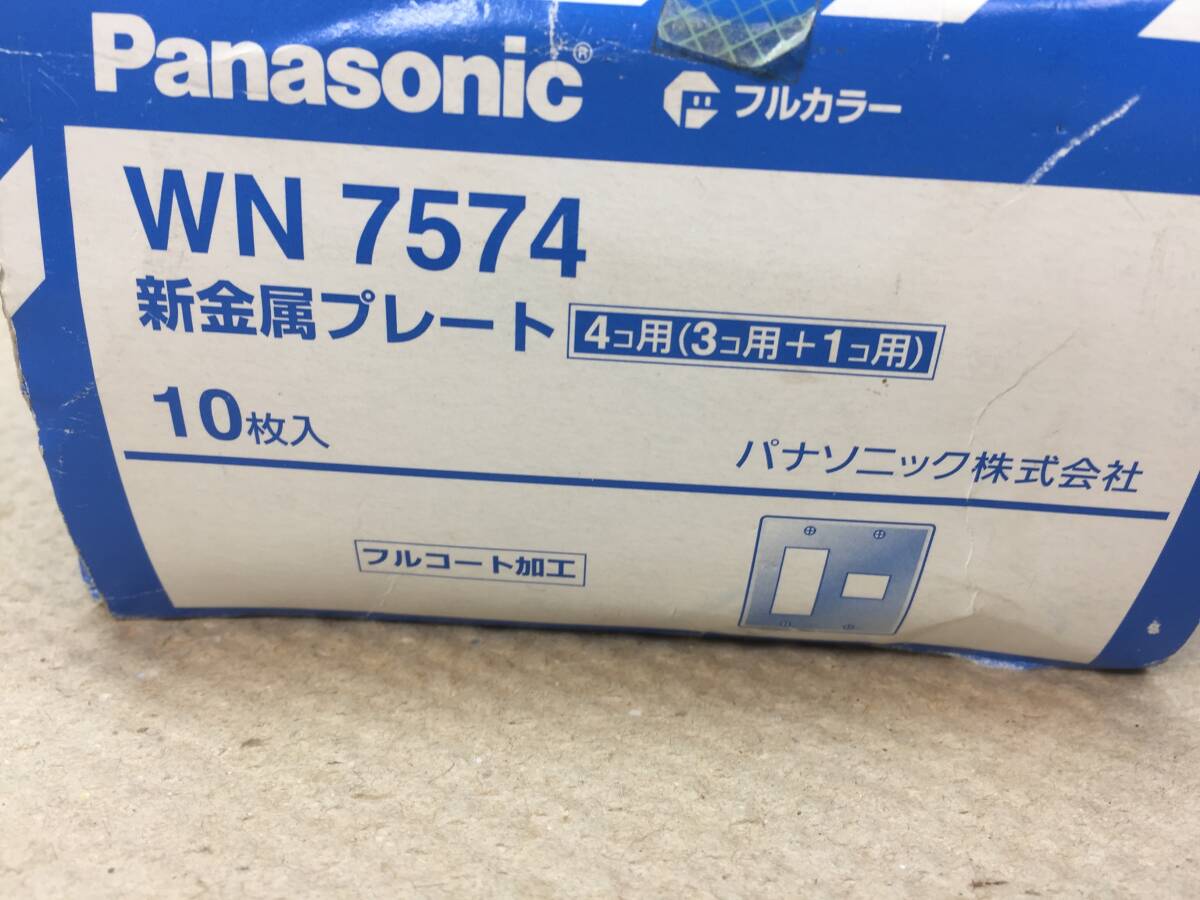 Panasonic® フルカラー
WN 7574
新金属プレート 4コ用(3コ用+1コ用)
10枚入
パナソニック株式会社
フルコート加工